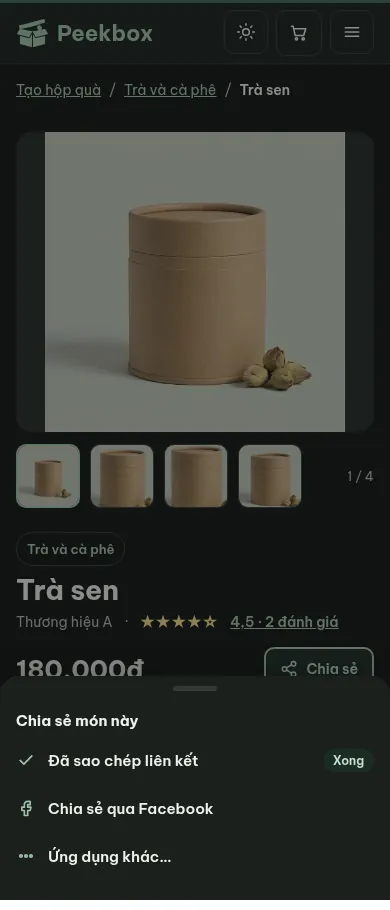 Peekbox
Tạo hộp quà / Trà và cà phê / Trà sen
1 / 4
Trà và cà phê
Trà sen
Thương hiệu A · ★★★★⯪ 4,5 · 2 đánh giá
180.000₫ Chia sẻ
Chia sẻ món này
Đã sao chép liên kết Xong
Chia sẻ qua Facebook
Ứng dụng khác...